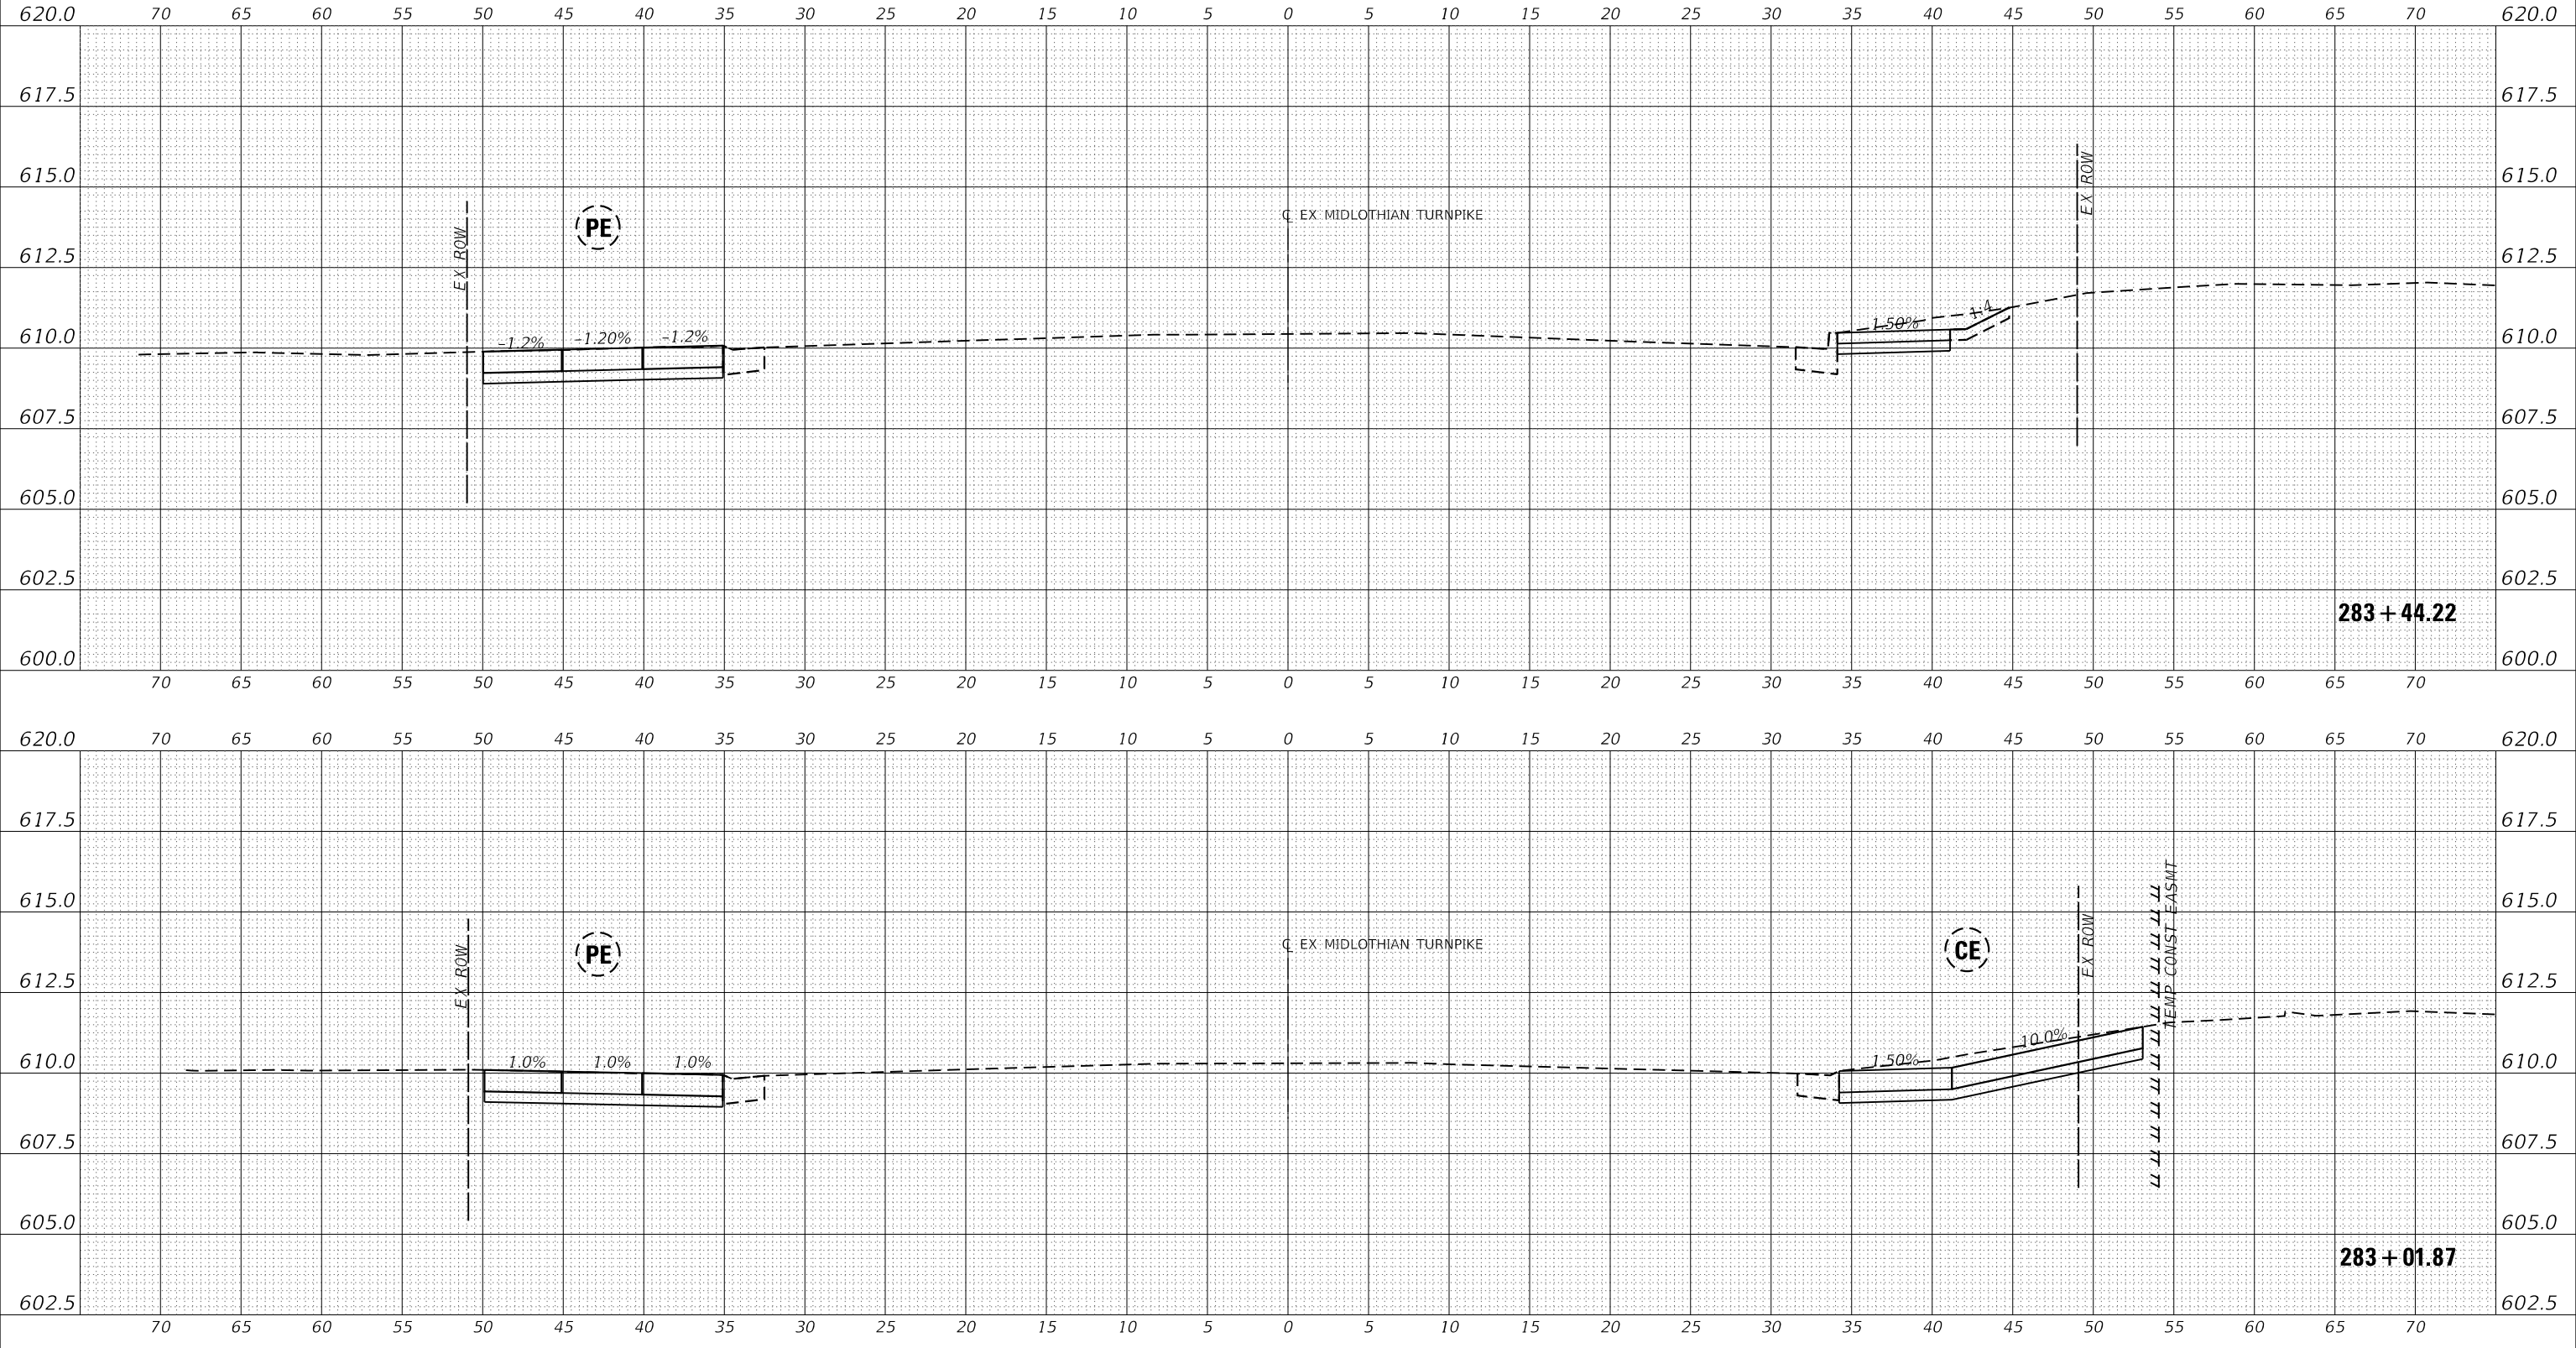 620.0 70 65 60 55 50 45 40 35 30 25 20 15 10 5 0 5 10 15 20 25 30 35 40 45 50 55 60 65 70 620.0
617.5 617.5
615.0 EX ROW 615.0
PE
℄ EX MIDLOTHIAN TURNPIKE
612.5 EX ROW 612.5
610.0 -1.2% -1.20% -1.2% 1.50% 1:4 610.0
607.5 607.5
605.0 605.0
602.5 602.5
283+44.22
600.0 600.0
70 65 60 55 50 45 40 35 30 25 20 15 10 5 0 5 10 15 20 25 30 35 40 45 50 55 60 65 70
620.0 70 65 60 55 50 45 40 35 30 25 20 15 10 5 0 5 10 15 20 25 30 35 40 45 50 55 60 65 70 620.0
617.5 617.5
615.0 615.0
PE
℄ EX MIDLOTHIAN TURNPIKE
CE
EX ROW
TEMP CONST EASMT
612.5 EX ROW 612.5
610.0 1.0% 1.0% 1.0% 1.50% 10.0% 610.0
607.5 607.5
605.0 605.0
283+01.87
602.5 602.5
70 65 60 55 50 45 40 35 30 25 20 15 10 5 0 5 10 15 20 25 30 35 40 45 50 55 60 65 70